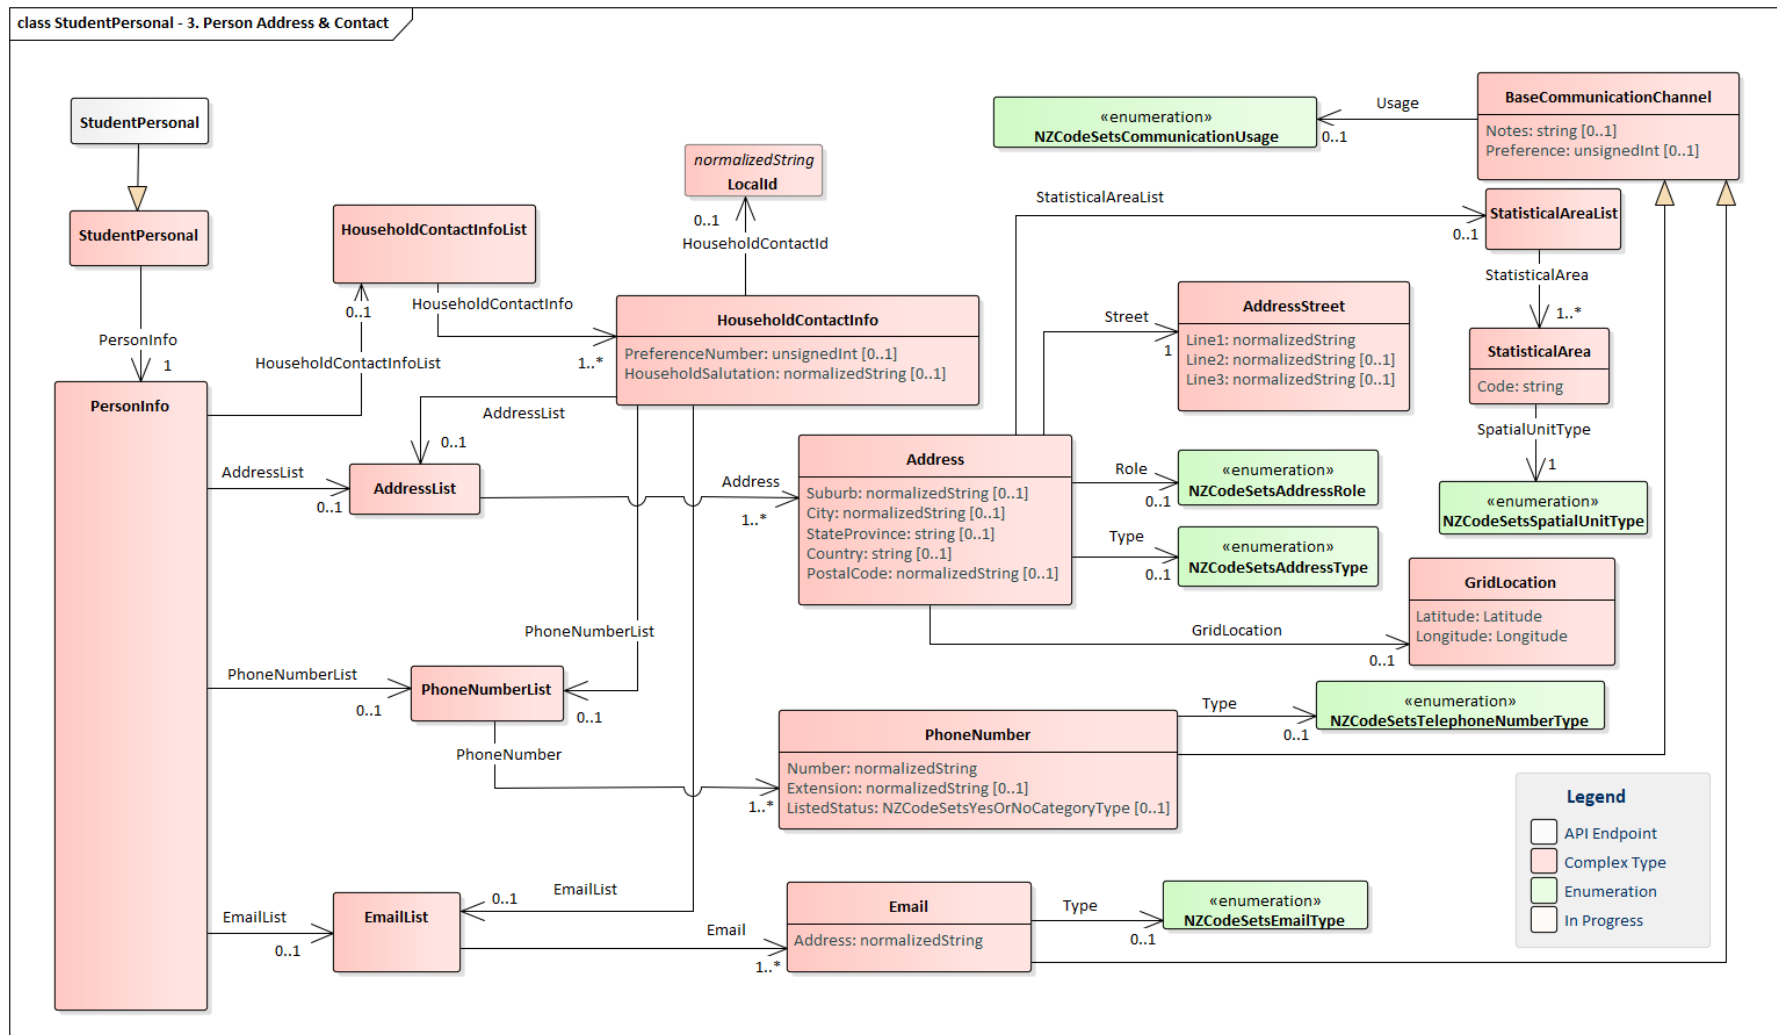 class StudentPersonal - 3. Person Address & Contact
StudentPersonal
StudentPersonal
PersonInfo
1
PersonInfo
HouseholdContactInfoList
0..1
HouseholdContactInfoList
HouseholdContactInfo
1..*
normalizedString
LocalId
0..1
HouseholdContactId
HouseholdContactInfo
PreferenceNumber: unsignedInt [0..1]
HouseholdSalutation: normalizedString [0..1]
AddressList
0..1
AddressList
0..1
AddressList
Address
1..*
Address
Suburb: normalizedString [0..1]
City: normalizedString [0..1]
StateProvince: string [0..1]
Country: string [0..1]
PostalCode: normalizedString [0..1]
«enumeration»
NZCodeSetsCommunicationUsage
Usage
0..1
BaseCommunicationChannel
Notes: string [0..1]
Preference: unsignedInt [0..1]
StatisticalAreaList
0..1
StatisticalAreaList
StatisticalArea
1..*
StatisticalArea
Code: string
SpatialUnitType
1
«enumeration»
NZCodeSetsSpatialUnitType
Street
1
AddressStreet
Line1: normalizedString
Line2: normalizedString [0..1]
Line3: normalizedString [0..1]
Role
0..1
«enumeration»
NZCodeSetsAddressRole
Type
0..1
«enumeration»
NZCodeSetsAddressType
GridLocation
0..1
GridLocation
Latitude: Latitude
Longitude: Longitude
PhoneNumberList
0..1
PhoneNumberList
0..1
PhoneNumberList
PhoneNumber
1..*
PhoneNumber
Number: normalizedString
Extension: normalizedString [0..1]
ListedStatus: NZCodeSetsYesOrNoCategoryType [0..1]
Type
0..1
«enumeration»
NZCodeSetsTelephoneNumberType
EmailList
0..1
EmailList
0..1
EmailList
Email
1..*
Email
Address: normalizedString
Type
0..1
«enumeration»
NZCodeSetsEmailType
Legend
API Endpoint
Complex Type
Enumeration
In Progress